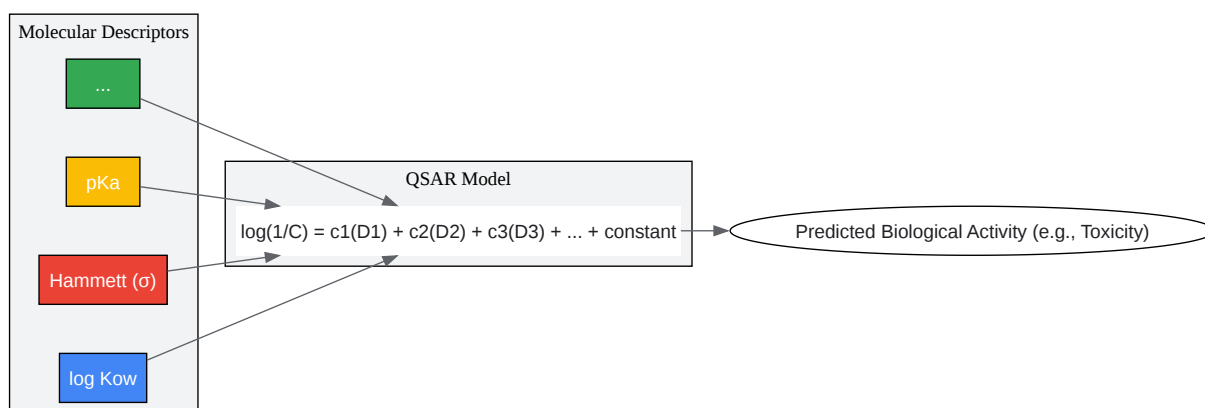 Molecular Descriptors
...
pKa
Hammett (σ)
log Kow
QSAR Model
log(1/C) = c1(D1) + c2(D2) + c3(D3) + ... + constant
Predicted Biological Activity (e.g., Toxicity)